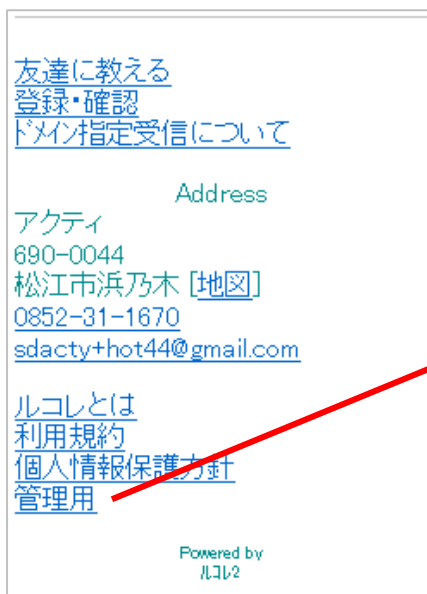 友達に教える
登録・確認
ﾄﾞﾒｲﾝ指定受信について
Address
アクティ
690-0044
松江市浜乃木 [地図]
0852-31-1670
sdacty+hot44@gmail.com
ルコレとは
利用規約
個人情報保護方針
管理用
Powered by
ﾙｺﾚ2